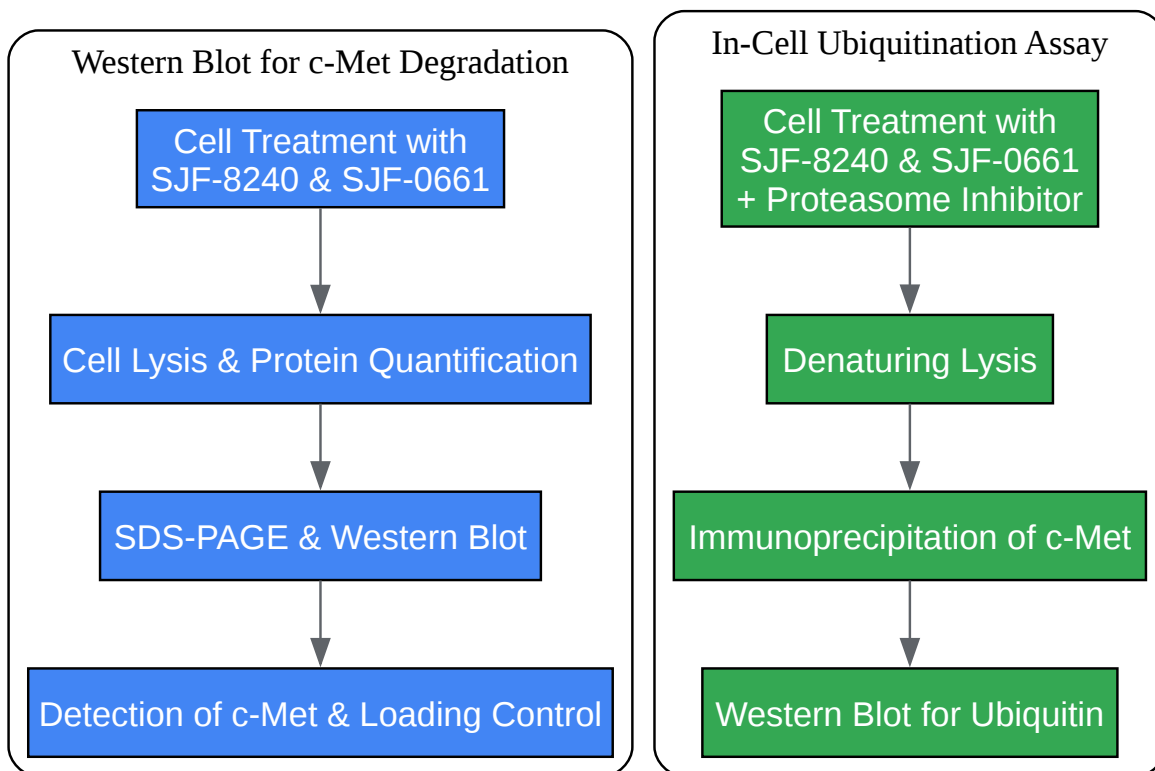 Western Blot for c-Met Degradation
Cell Treatment with
SJF-8240 & SJF-0661
Cell Lysis & Protein Quantification
SDS-PAGE & Western Blot
Detection of c-Met & Loading Control
In-Cell Ubiquitination Assay
Cell Treatment with
SJF-8240 & SJF-0661
+ Proteasome Inhibitor
Denaturing Lysis
Immunoprecipitation of c-Met
Western Blot for Ubiquitin